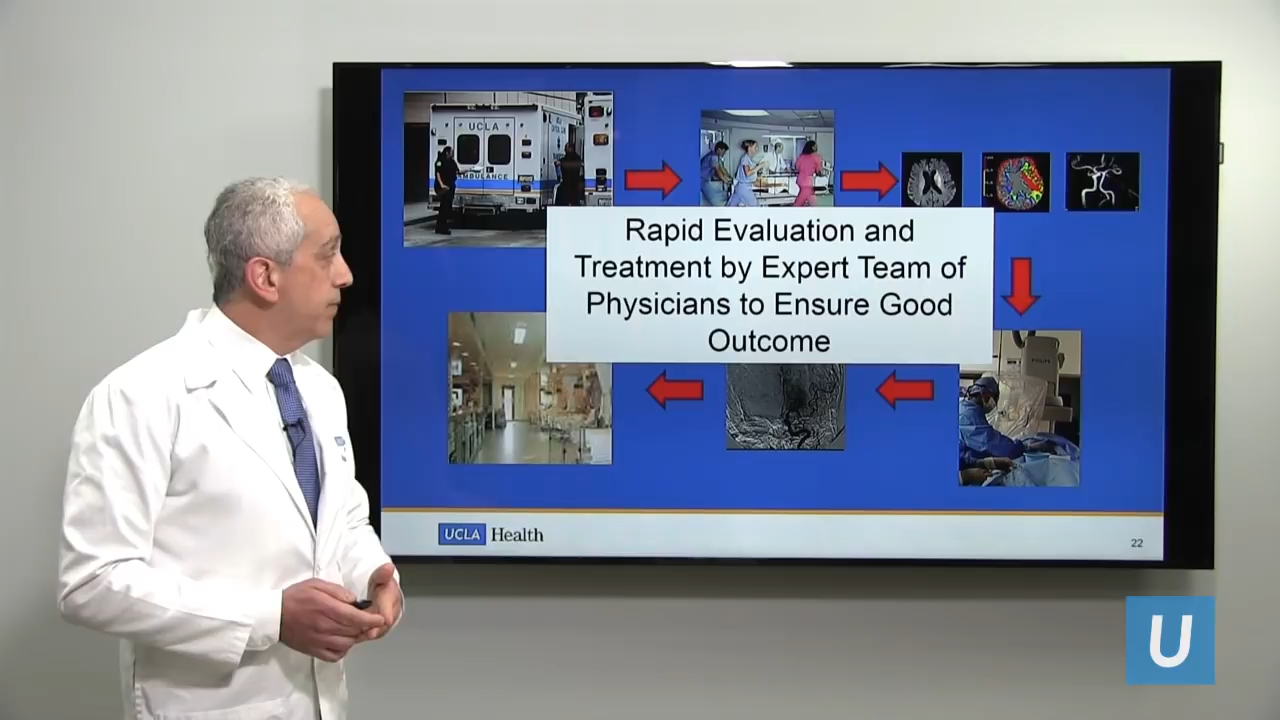 UCLA
AMBULANCE
Rapid Evaluation and
Treatment by Expert Team of
Physicians to Ensure Good
Outcome
PHILIPS
UCLA Health
22
U